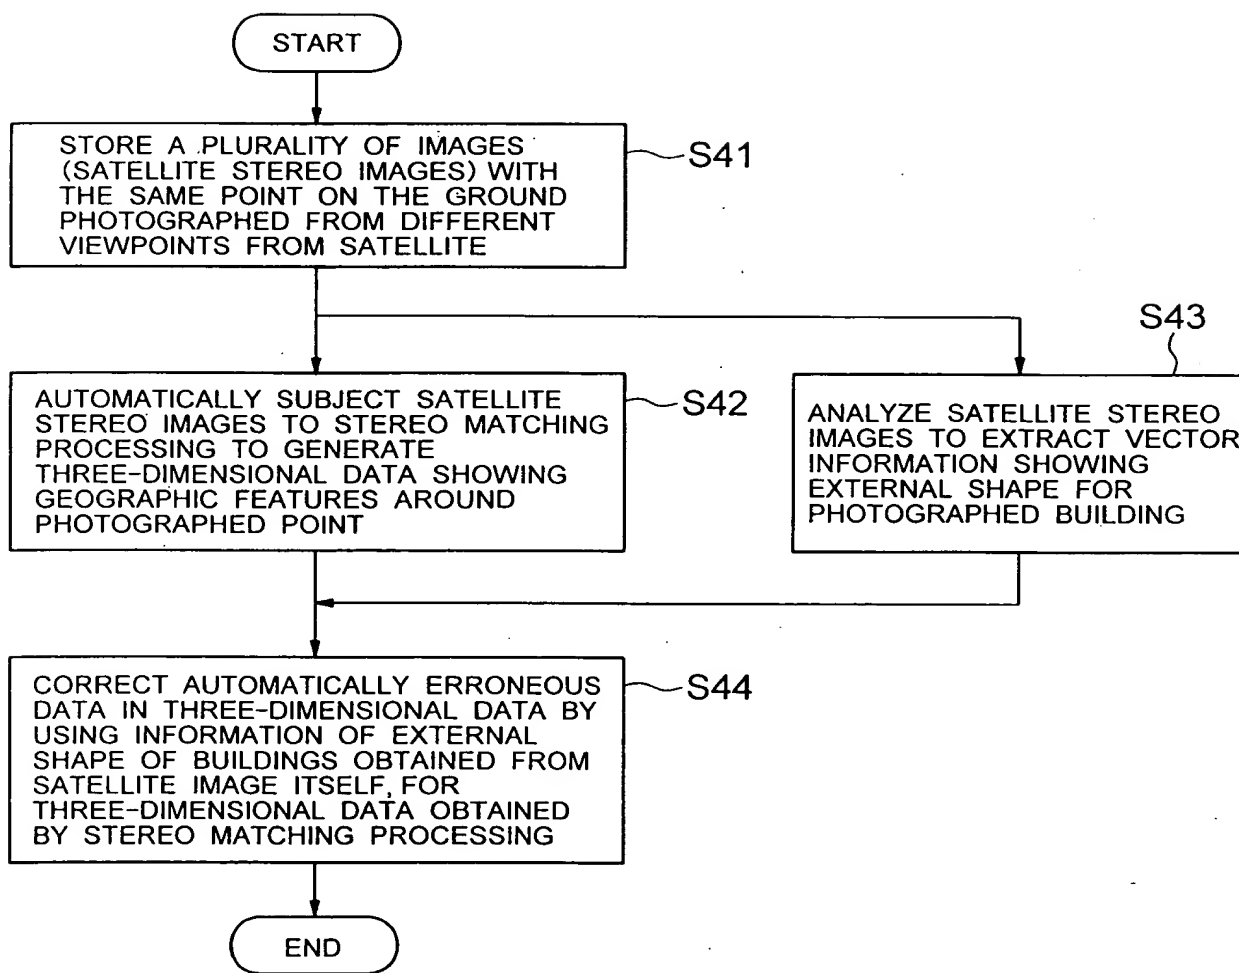 START
STORE A PLURALITY OF IMAGES
(SATELLITE STEREO IMAGES) WITH
THE SAME POINT ON THE GROUND
PHOTOGRAPHED FROM DIFFERENT
VIEWPOINTS FROM SATELLITE
S41
AUTOMATICALLY SUBJECT SATELLITE
STEREO IMAGES TO STEREO MATCHING
PROCESSING TO GENERATE
THREE-DIMENSIONAL DATA SHOWING
GEOGRAPHIC FEATURES AROUND
PHOTOGRAPHED POINT
S42
S43
ANALYZE SATELLITE STEREO
IMAGES TO EXTRACT VECTOR
INFORMATION SHOWING
EXTERNAL SHAPE FOR
PHOTOGRAPHED BUILDING
CORRECT AUTOMATICALLY ERRONEOUS
DATA IN THREE-DIMENSIONAL DATA BY
USING INFORMATION OF EXTERNAL
SHAPE OF BUILDINGS OBTAINED FROM
SATELLITE IMAGE ITSELF, FOR
THREE-DIMENSIONAL DATA OBTAINED
BY STEREO MATCHING PROCESSING
S44
END